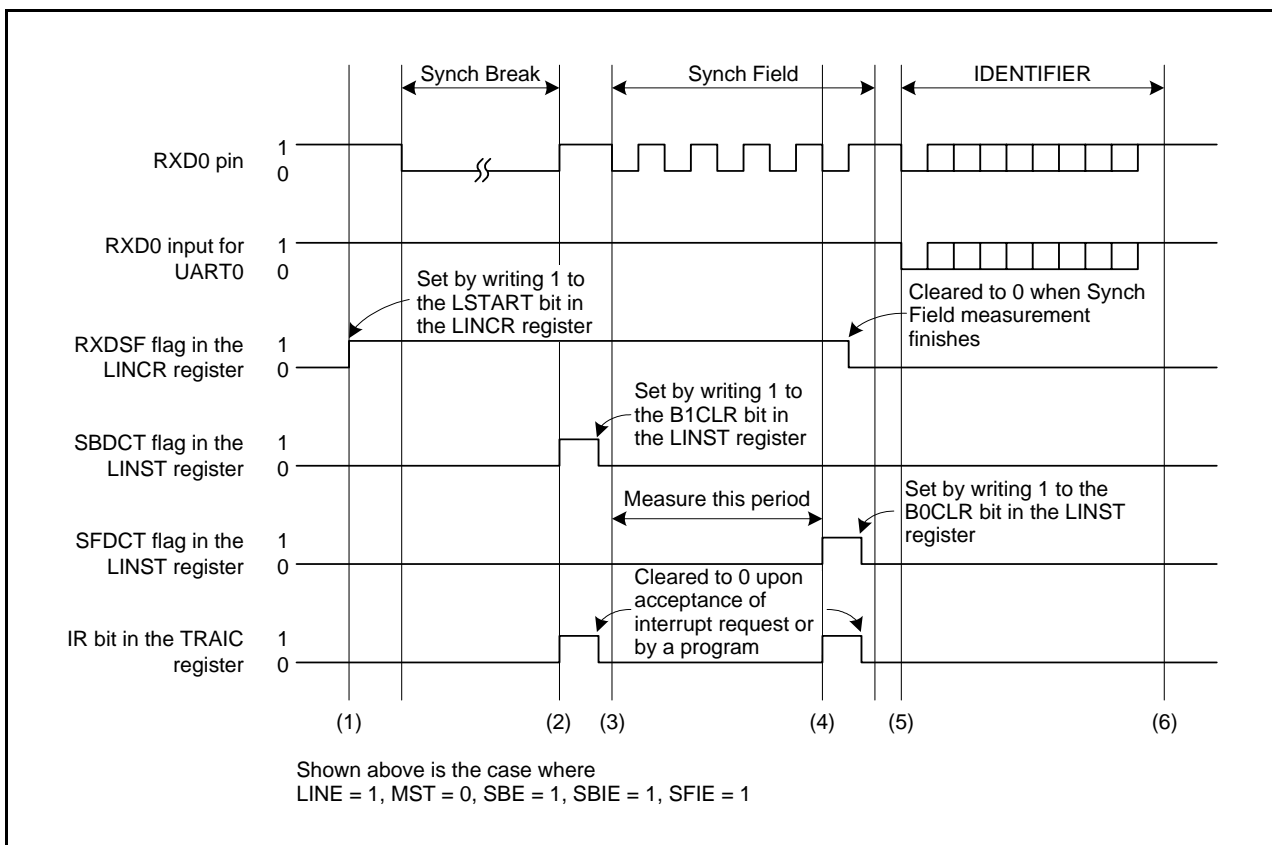 Synch Break
Synch Field
IDENTIFIER
RXD0 pin
1
0
RXD0 input for
UART0
1
0
Set by writing 1 to
the LSTART bit in
the LINCR register
Cleared to 0 when Synch
Field measurement
finishes
RXDSF flag in the
LINCR register
1
0
Set by writing 1 to
the B1CLR bit in
the LINST register
SBDCT flag in the
LINST register
1
0
Measure this period
Set by writing 1 to the
B0CLR bit in the LINST
register
SFDCT flag in the
LINST register
1
0
Cleared to 0 upon
acceptance of
interrupt request or
by a program
IR bit in the TRAIC
register
1
0
(1)
(2)
(3)
(4)
(5)
(6)
Shown above is the case where
LINE = 1, MST = 0, SBE = 1, SBIE = 1, SFIE = 1